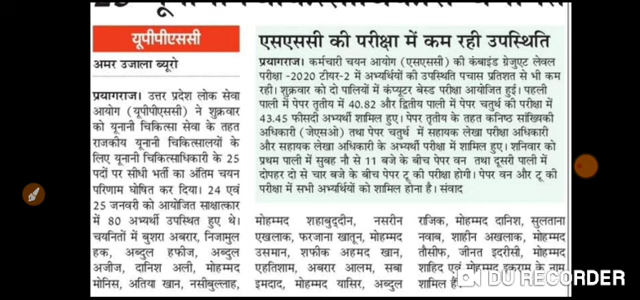 यूपीपीएससी
अमर उजाला ब्यूरो
प्रयागराज। उत्तर प्रदेश लोक सेवा
आयोग (यूपीपीएससी) ने शुक्रवार
को यूनानी चिकित्सा सेवा के तहत
राजकीय यूनानी चिकित्सालयों के
लिए यूनानी चिकित्साधिकारी के 25
पदों पर सीधी भर्ती का अंतिम चयन
परिणाम घोषित कर दिया। 24 एवं
25 जनवरी को आयोजित साक्षात्कार
में 80 अभ्यर्थी उपस्थित हुए थे।
चयनितों में बुशरा अबरार, निजामुल
हक, अब्दुल हफीज, अब्दुल
अजीज, दानिश अली, मोहम्मद
मोनिस, अतिया खान, नसीबुल्लाह,
एसएससी की परीक्षा में कम रही उपस्थिति
प्रयागराज। कर्मचारी चयन आयोग (एसएससी) की कंबाइंड ग्रेजुएट लेवल
परीक्षा -2020 टीयर-2 में अभ्यर्थियों की उपस्थिति पचास प्रतिशत से भी कम
रही। शुक्रवार को दो पालियों में कंप्यूटर बेस्ड परीक्षा आयोजित हुई। पहली
पाली में पेपर तृतीय में 40.82 और द्वितीय पाली में पेपर चतुर्थ की परीक्षा में
43.45 फीसदी अभ्यर्थी शामिल हुए। पेपर तृतीय के तहत कनिष्ठ सांख्यिकी
अधिकारी (जेएसओ) तथा पेपर चतुर्थ में सहायक लेखा परीक्षा अधिकारी
और सहायक लेखा अधिकारी के अभ्यर्थी परीक्षा में शामिल हुए। शनिवार को
प्रथम पाली में सुबह नौ से 11 बजे के बीच पेपर वन तथा दूसरी पाली में
दोपहर दो से चार बजे के बीच पेपर टू की परीक्षा होगी। पेपर वन और टू की
परीक्षा में सभी अभ्यर्थियों को शामिल होना है। संवाद
मोहम्मद शहाबुद्दीन, नसरीन
एखलाक, फरजाना खातून, मोहम्मद
उसमान, शफीक अहमद खान,
एहतिशाम, अबरार आलम, सबा
इमदाद, मोहम्मद यासिर, अब्दुल
राजिक, मोहम्मद दानिश, सुलताना
नवाब, शाहीन अखलाक, मोहम्मद
तौसीफ, जीनत इदरीसी, मोहम्मद
शाहिद एवं मोहम्मद इकराम के नाम
शामिल हैं।
DU RECORDER